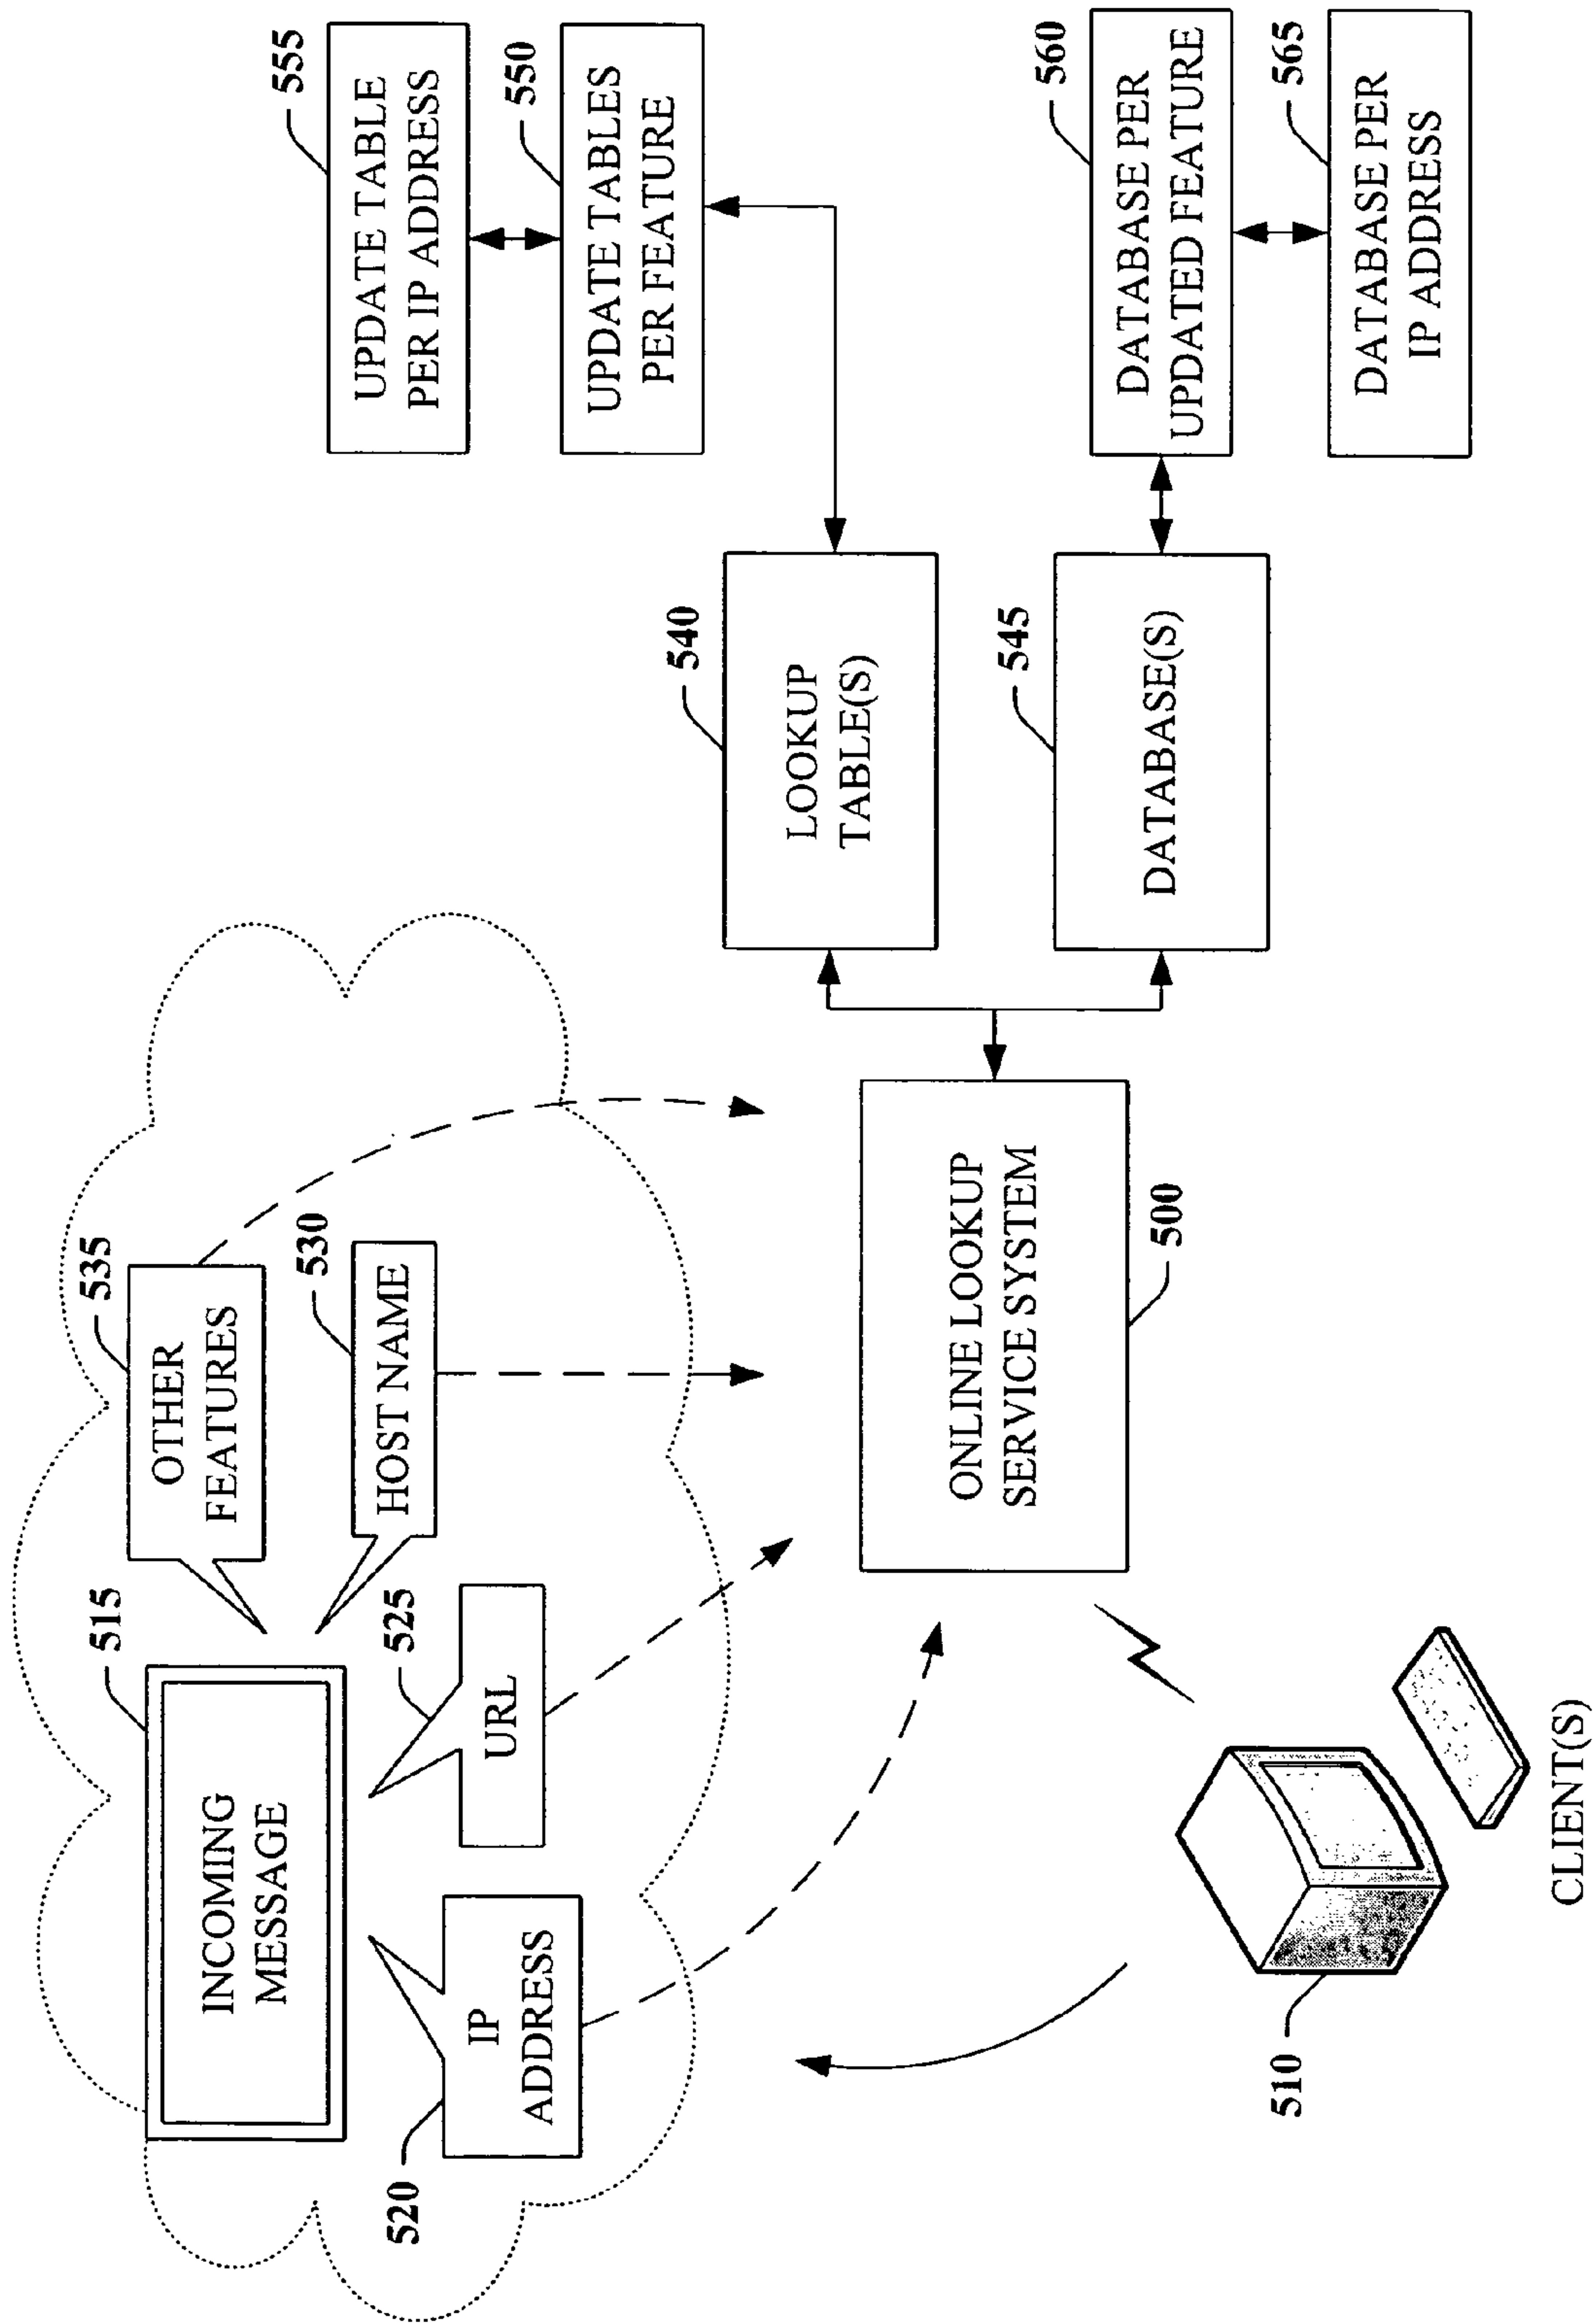 515
INCOMING
MESSAGE
535
OTHER
FEATURES
530
HOST NAME
525
URL
520
IP
ADDRESS
555
UPDATE TABLE
PER IP ADDRESS
550
UPDATE TABLES
PER FEATURE
540
LOOKUP
TABLE(S)
545
DATABASE(S)
560
DATABASE PER
UPDATED FEATURE
565
DATABASE PER
IP ADDRESS
ONLINE LOOKUP
SERVICE SYSTEM
500
510
CLIENT(S)